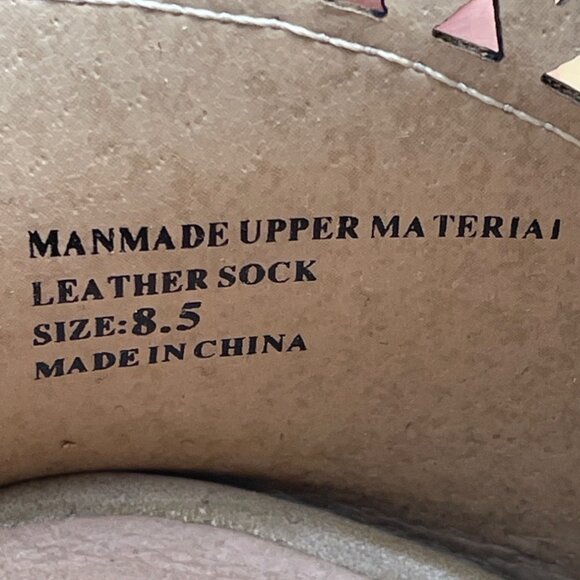 MANMADE UPPER MATERIAL
LEATHER SOCK
SIZE:8.5
MADE IN CHINA